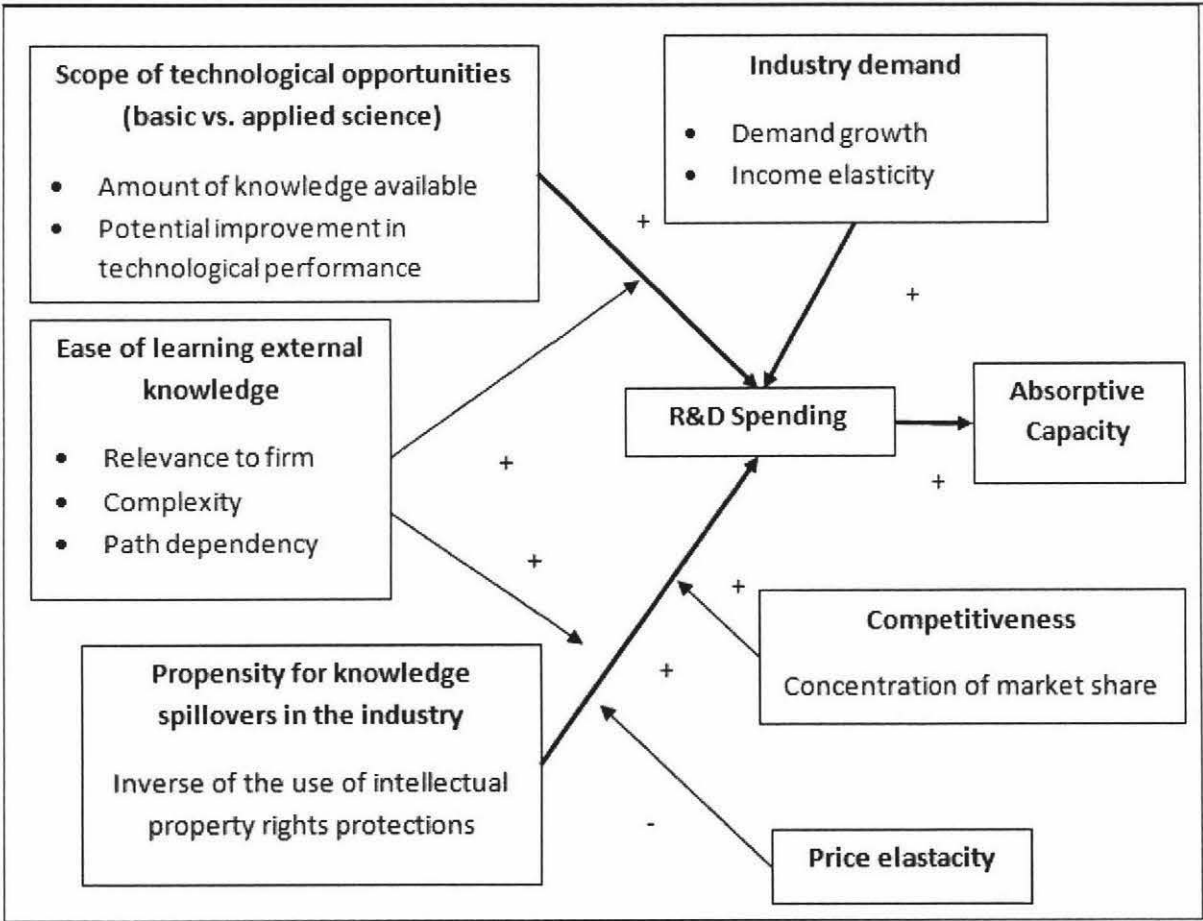 Scope of technological opportunities
(basic vs. applied science)
• Amount of knowledge available
• Potential improvement in
technological performance
Industry demand
• Demand growth
• Income elasticity
+
+
Ease of learning external
knowledge
• Relevance to firm
• Complexity
• Path dependency
R&D Spending
Absorptive
Capacity
+
+
+
+
Competitiveness
Concentration of market share
+
Propensity for knowledge
spillovers in the industry
Inverse of the use of intellectual
property rights protections
-
Price elastacity